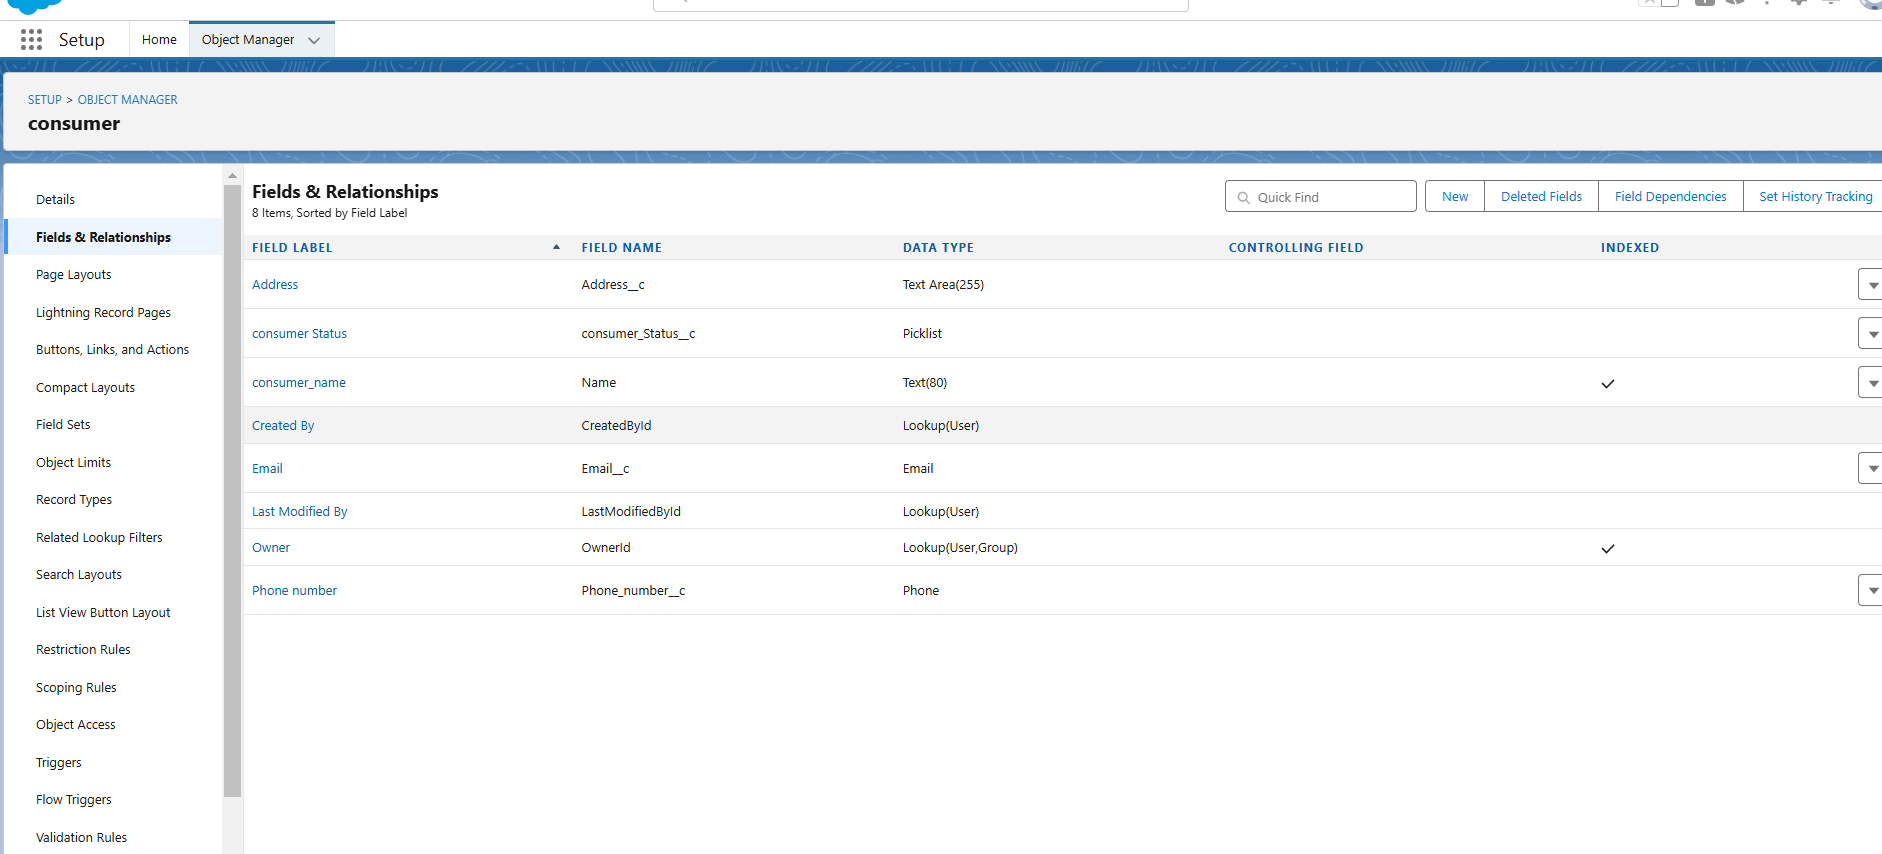 Setup Home Object Manager
SETUP > OBJECT MANAGER
consumer
Details
Fields & Relationships
Page Layouts
Lightning Record Pages
Buttons, Links, and Actions
Compact Layouts
Field Sets
Object Limits
Record Types
Related Lookup Filters
Search Layouts
List View Button Layout
Restriction Rules
Scoping Rules
Object Access
Triggers
Flow Triggers
Validation Rules
Fields & Relationships
8 Items, Sorted by Field Label
Quick Find New Deleted Fields Field Dependencies Set History Tracking
FIELD LABEL FIELD NAME DATA TYPE CONTROLLING FIELD INDEXED
Address Address__c Text Area(255)
consumer Status consumer_Status__c Picklist
consumer_name Name Text(80)
Created By CreatedById Lookup(User)
Email Email__c Email
Last Modified By LastModifiedById Lookup(User)
Owner OwnerId Lookup(User,Group)
Phone number Phone_number__c Phone